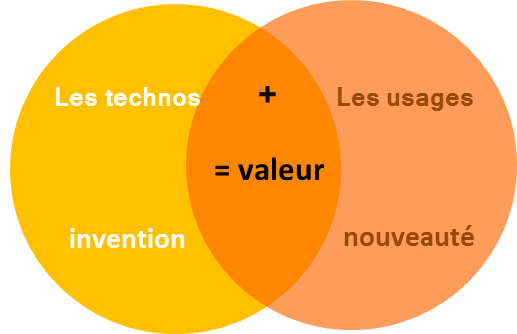 Les technos + Les usages
= valeur
invention nouveauté